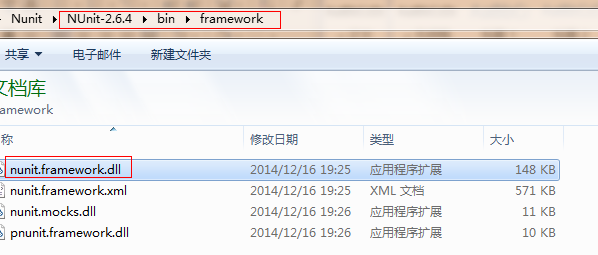 Nunit NUnit-2.6.4 bin framework
共享 电子邮件 新建文件夹
文档库
amework
称 修改日期 类型 大小
nunit.framework.dll 2014/12/16 19:25 应用程序扩展 148 KB
nunit.framework.xml 2014/12/16 19:25 XML 文档 571 KB
nunit.mocks.dll 2014/12/16 19:26 应用程序扩展 11 KB
pnunit.framework.dll 2014/12/16 19:26 应用程序扩展 10 KB